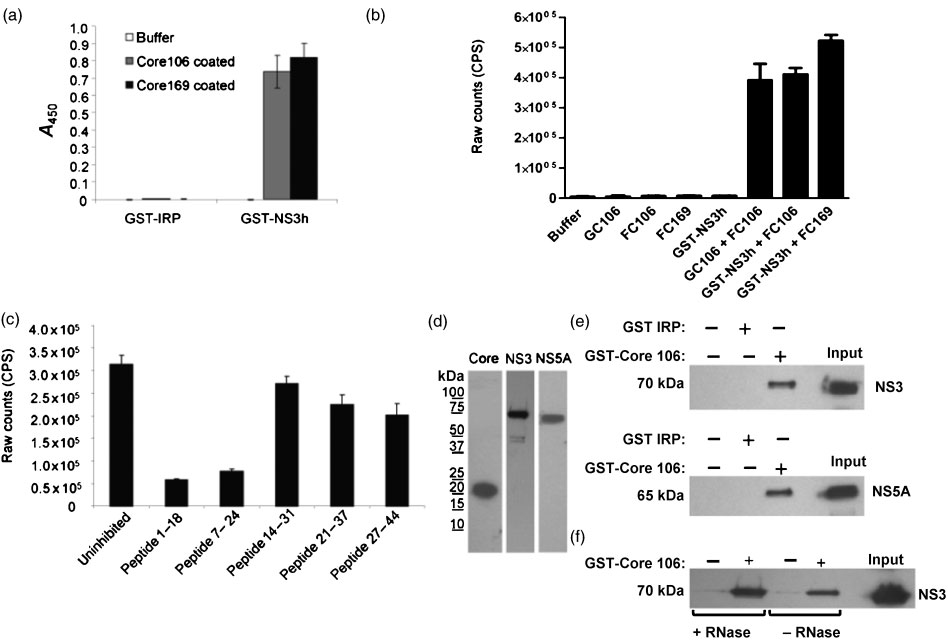 (a)
A450
1.0
0.9
0.8
0.7
0.6
0.5
0.4
0.3
0.2
0.1
0
Buffer
Core106 coated
Core169 coated
GST-IRP
GST-NS3h
(b)
Raw counts (CPS)
6×10⁰⁵
5×10⁰⁵
4×10⁰⁵
3×10⁰⁵
2×10⁰⁵
1×10⁰⁵
0
Buffer
GC106
FC106
FC169
GST-NS3h
GC106 + FC106
GST-NS3h + FC106
GST-NS3h + FC169
(c)
Raw counts (CPS)
4.0 × 10⁵
3.5 × 10⁵
3.0 × 10⁵
2.5 × 10⁵
2.0 × 10⁵
1.5 × 10⁵
1.0 × 10⁵
0.5 × 10⁵
0
Uninhibited
Peptide 1–18
Peptide 7–24
Peptide 14–31
Peptide 21–37
Peptide 27–44
(d)
Core NS3 NS5A
kDa
100
75
50
37
25
20
15
10
(e)
GST IRP: – + –
GST-Core 106: – – + Input
70 kDa NS3
GST IRP: – + –
GST-Core 106: – – + Input
65 kDa NS5A
(f)
GST-Core 106: – + – + Input
70 kDa NS3
+ RNase – RNase